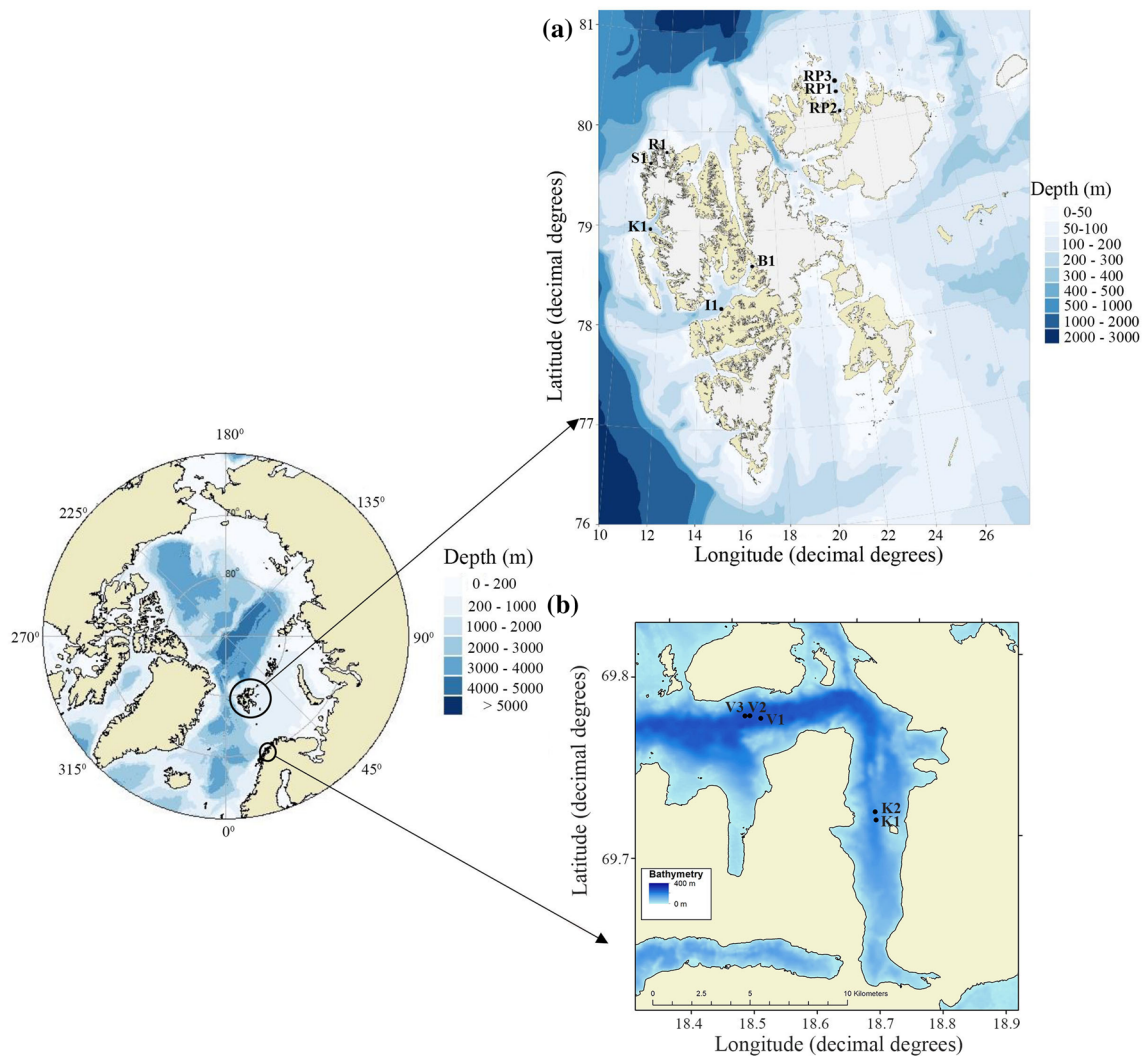 (a)
81
80
79
78
77
76
Latitude (decimal degrees)
RP3
RP1
RP2
R1
S1
K1
B1
I1
10 12 14 16 18 20 22 24 26
Longitude (decimal degrees)
Depth (m)
0-50
50-100
100 - 200
200 - 300
300 - 400
400 - 500
500 - 1000
1000 - 2000
2000 - 3000
180⁰
225⁰
135⁰
70⁰
80⁰
270⁰
90⁰
315⁰
45⁰
0⁰
Depth (m)
0 - 200
200 - 1000
1000 - 2000
2000 - 3000
3000 - 4000
4000 - 5000
> 5000
(b)
69.8
69.7
Latitude (decimal degrees)
V3 V2
V1
K2
K1
Bathymetry
400 m
0 m
0 2.5 5 10 Kilometers
18.4 18.5 18.6 18.7 18.8 18.9
Longitude (decimal degrees)